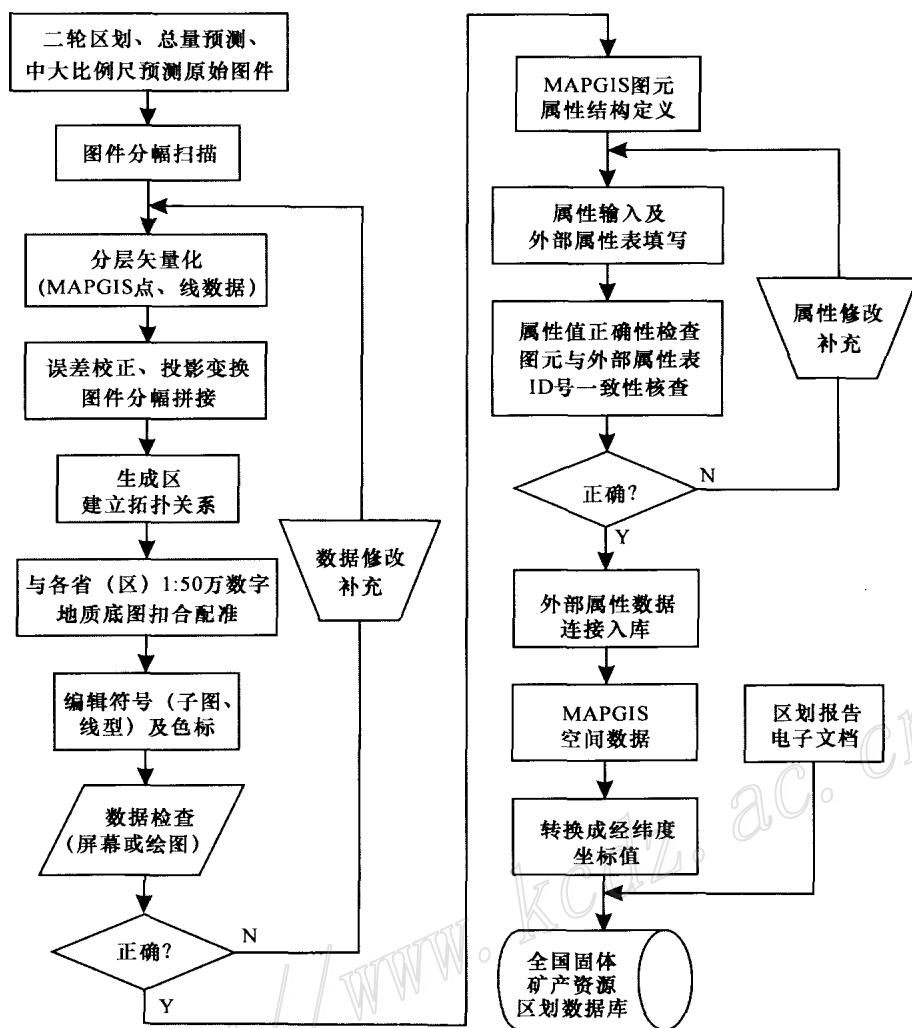 二轮区划、总量预测、
中大比例尺预测原始图件
图件分幅扫描
分层矢量化
(MAPGIS点、线数据)
误差校正、投影变换
图件分幅拼接
生成区
建立拓扑关系
与各省（区）1:50万数字
地质底图扣合配准
编辑符号（子图、
线型）及色标
数据检查
(屏幕或绘图)
正确?
N
Y
数据修改
补充
MAPGIS图元
属性结构定义
属性输入及
外部属性表填写
属性值正确性检查
图元与外部属性表
ID号一致性核查
正确?
N
Y
属性修改
补充
外部属性数据
连接入库
MAPGIS
空间数据
转换成经纬度
坐标值
区划报告
电子文档
全国固体
矿产资源
区划数据库
//www.kcdz.ac.cn